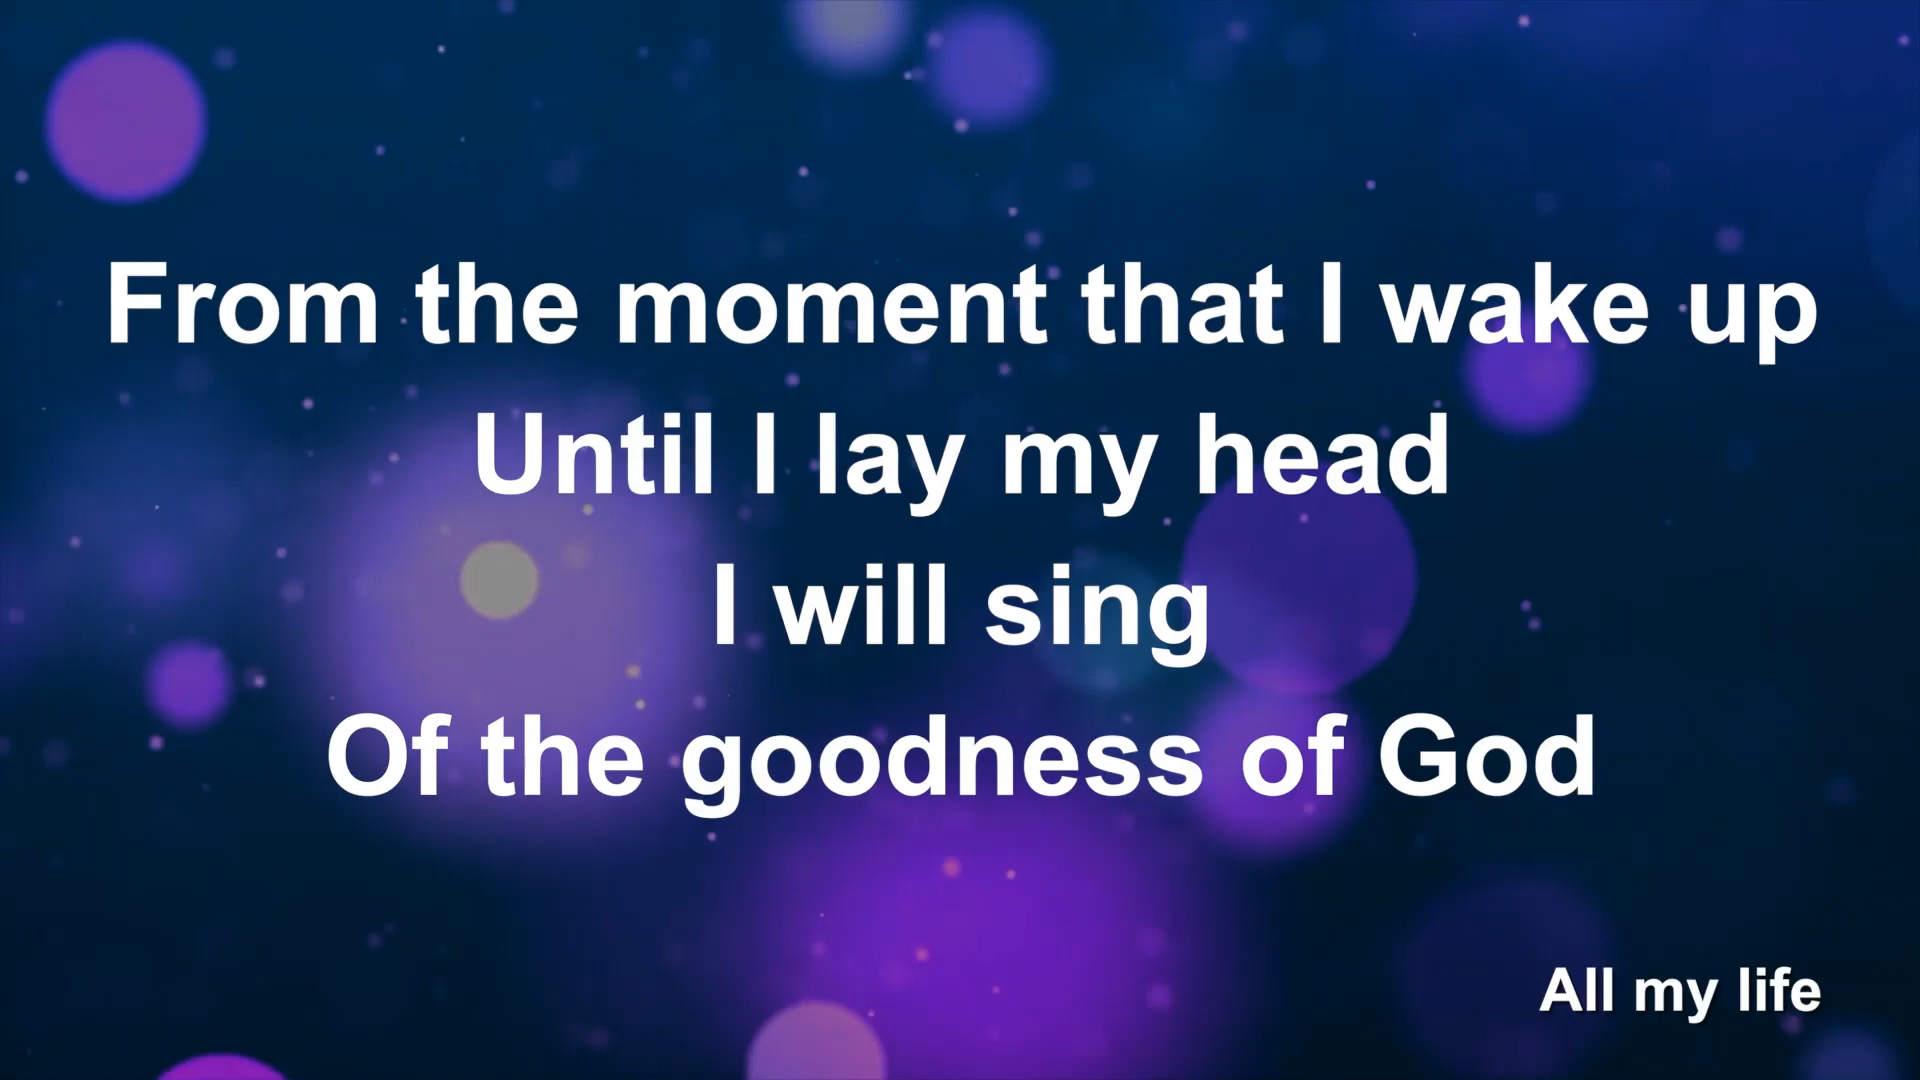 From the moment that I wake up
Until I lay my head
I will sing
Of the goodness of God
All my life